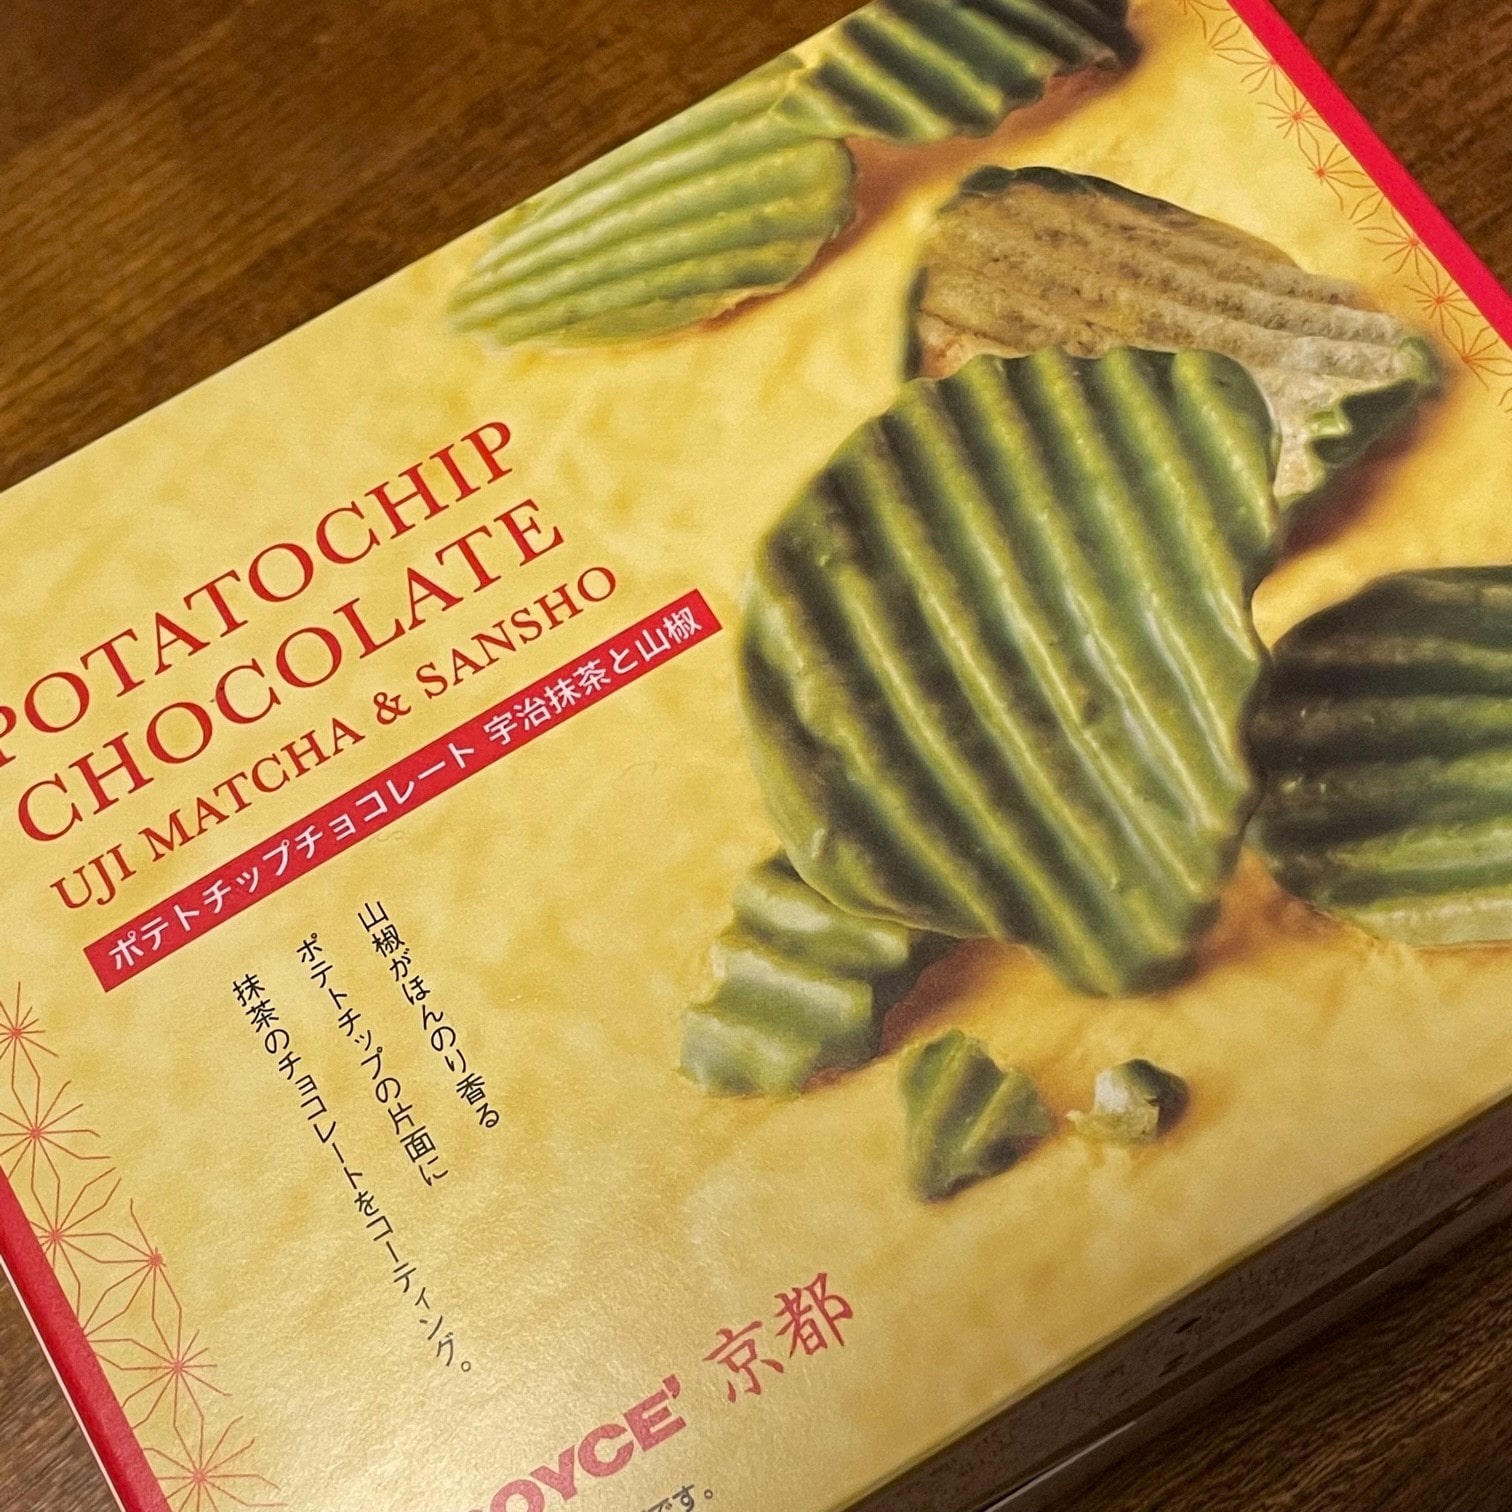 POTATOCHIP
CHOCOLATE
UJI MATCHA & SANSHO
ポテトチップチョコレート 宇治抹茶と山椒
山椒がほんのり香る
ポテトチップの片面に
抹茶のチョコレートをコーティング。
ROYCE' 京都
です。